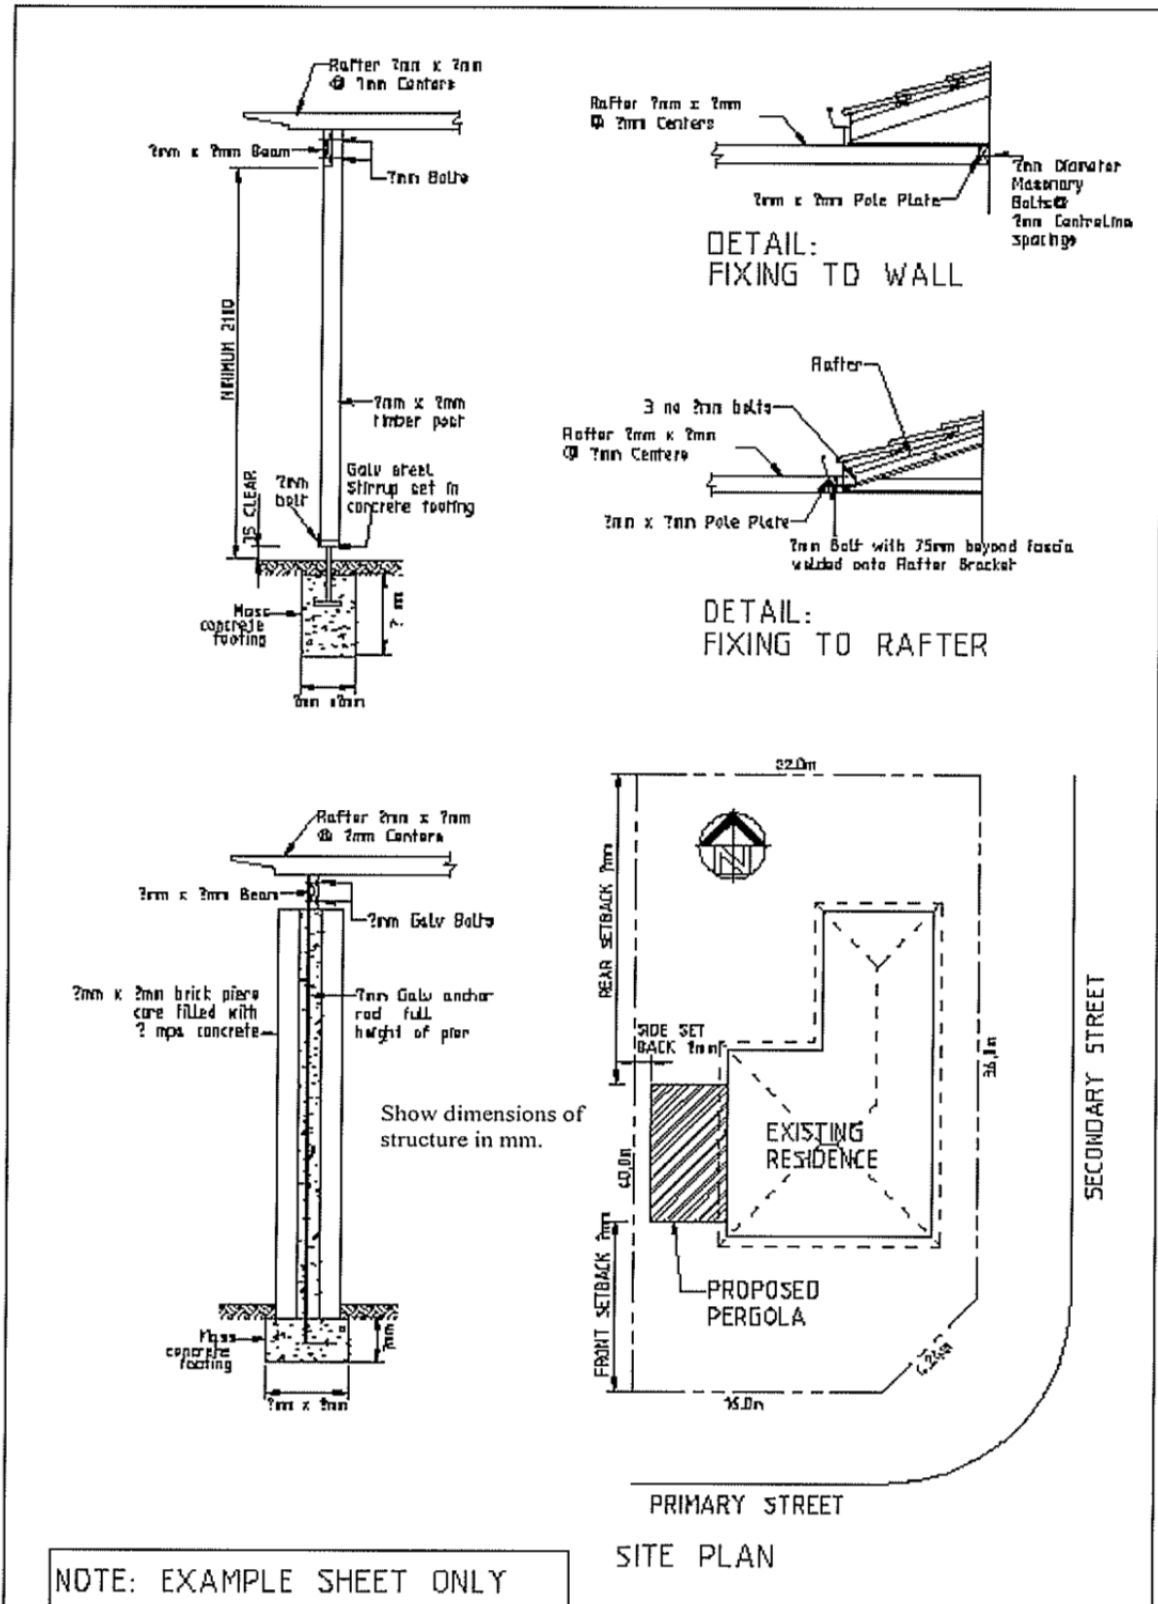 Rafter ?mm x ?mm
@ ?mm Centers
?mm x ?mm Beam
?mm Bolts
MINIMUM 2100
?mm x ?mm
timber post
75 CLEAR
?mm
bolt
Galv steel
Stirrup set in
concrete footing
Mass
concrete
footing
? m
?mm x?mm
Rafter ?mm x ?mm
@ ?mm Centers
?mm x ?mm Pole Plate
?mm Diameter
Masonary
Bolts@
?mm Centreline
spacings
DETAIL:
FIXING TO WALL
Rafter
3 no ?mm bolts
Rafter ?mm x ?mm
@ ?mm Centers
?mm x ?mm Pole Plate
?mm Bolt with 75mm beyond fascia
welded onto Rafter Bracket
DETAIL:
FIXING TO RAFTER
Rafter ?mm x ?mm
@ ?mm Centers
?mm x ?mm Beam
?mm Galv Bolts
?mm x ?mm brick piers
core filled with
? mpa concrete
?mm Galv anchor
rod full
height of pier
Show dimensions of
structure in mm.
Mass
concrete
footing
?mm
?mm x ?mm
REAR SETBACK ?mm
N
SIDE SET
BACK ?mm
40.0m
36.0m
EXISTING
RESIDENCE
FRONT SETBACK ?mm
PROPOSED
PERGOLA
SECONDARY STREET
PRIMARY STREET
SITE PLAN
NOTE: EXAMPLE SHEET ONLY